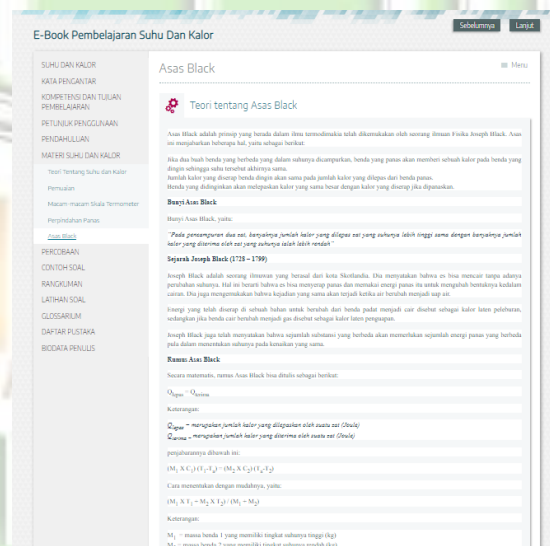 Sebelumnya Lanjut
E-Book Pembelajaran Suhu Dan Kalor
SUHU DAN KALOR
KATA PENGANTAR
KOMPETENSI DAN TUJUAN
PEMBELAJARAN
PETUNJUK PENGGUNAAN
PENDAHULUAN
MATERI SUHU DAN KALOR
Teori Tentang Suhu dan Kalor
Pemuaian
Macam-macam Skala Termometer
Perpindahan Panas
Asas Black
PERCOBAAN
CONTOH SOAL
RANGKUMAN
LATIHAN SOAL
GLOSSARIUM
DAFTAR PUSTAKA
BIODATA PENULIS
Asas Black
Menu
Teori tentang Asas Black
Asas Black adalah prinsip yang berada dalam ilmu termodinamika telah dikemukakan oleh seorang ilmuan Fisika Joseph Black. Asas
ini menjabarkan beberapa hal, yaitu sebagai berikut:
Jika dua buah benda yang berbeda yang dalam suhunya dicampurkan, benda yang panas akan memberi sebuah kalor pada benda yang
dingin sehingga suhu tersebut akhirnya sama.
Jumlah kalor yang diserap benda dingin akan sama pada jumlah kalor yang dilepas dari benda panas.
Benda yang didinginkan akan melepaskan kalor yang sama besar dengan kalor yang diserap jika dipanaskan.
Bunyi Asas Black
Bunyi Asas Black, yaitu:
"Pada pencampuran dua zat, banyaknya jumlah kalor yang dilepas zat yang suhunya lebih tinggi sama dengan banyaknya jumlah
kalor yang diterima oleh zat yang suhunya lebih rendah"
Sejarah Joseph Black (1728 – 1799)
Joseph Black adalah seorang ilmuwan yang berasal dari kota Skotlandia. Dia menyatakan bahwa es bisa mencair tanpa adanya
perubahan suhunya. Hal ini berarti bahwa es bisa menyerap panas dan memakai energi panas itu untuk mengubah bentuknya kedalam
cairan. Dia juga mengemukakan bahwa kejadian yang sama akan terjadi ketika air berubah menjadi uap air.
Energi yang telah diserap di sebuah bahan untuk berubah dari benda padat menjadi cair disebut sebagai kalor laten peleburan,
sedangkan jika benda cair berubah menjadi gas disebut sebagai kalor laten penguapan.
Joseph Black juga telah menyatakan bahwa sejumlah substansi yang berbeda akan memerlukan sejumlah energi panas yang berbeda
pula dalam menentukan suhunya pada kenaikan yang sama.
Rumus Asas Black
Secara matematis, rumus Asas Black bisa ditulis sebagai berikut:
Qlepas = Qterima
Keterangan:
Qlepas = merupakan jumlah kalor yang dilepaskan oleh suatu zat (Joule)
Qterima = merupakan jumlah kalor yang diterima oleh suatu zat (Joule)
penjabarannya dibawah ini:
(M1 X C1) (T1-Ta) = (M2 X C2) (Ta-T2)
Cara menentukan dengan mudahnya, yaitu:
(M1 X T1 + M2 X T2) / (M1 + M2)
Keterangan:
M1 = massa benda 1 yang memiliki tingkat suhunya tinggi (kg)
M2 = massa benda 2 yang memiliki tingkat suhunya rendah (kg)